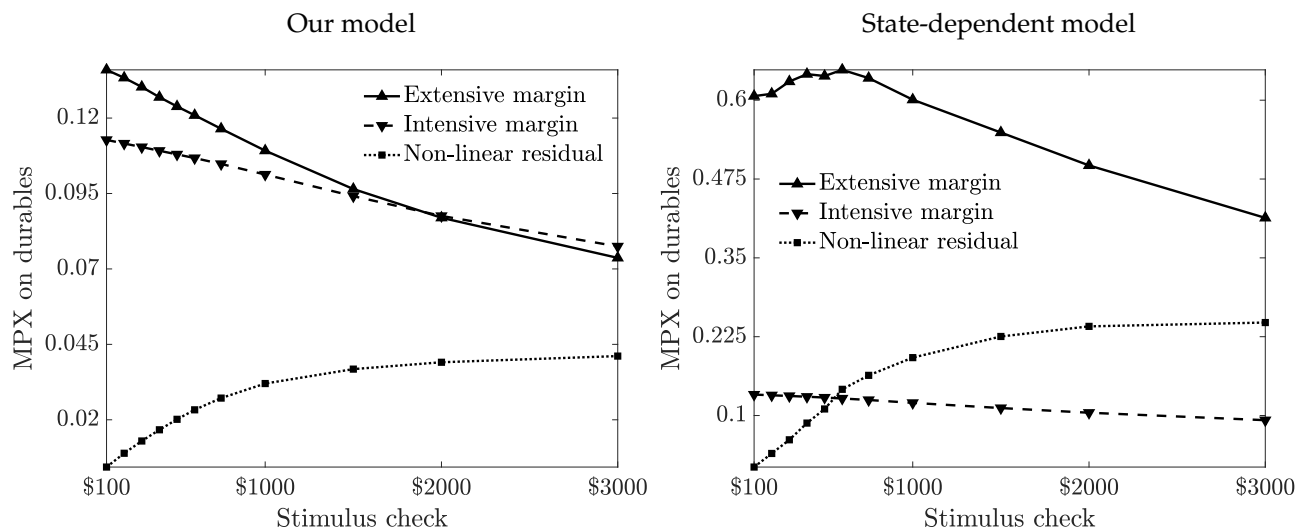 Our model
MPX on durables
0.12
0.095
0.07
0.045
0.02
Extensive margin
Intensive margin
Non-linear residual
$100
$1000
$2000
$3000
Stimulus check
State-dependent model
MPX on durables
0.6
0.475
0.35
0.225
0.1
Extensive margin
Intensive margin
Non-linear residual
$100
$1000
$2000
$3000
Stimulus check